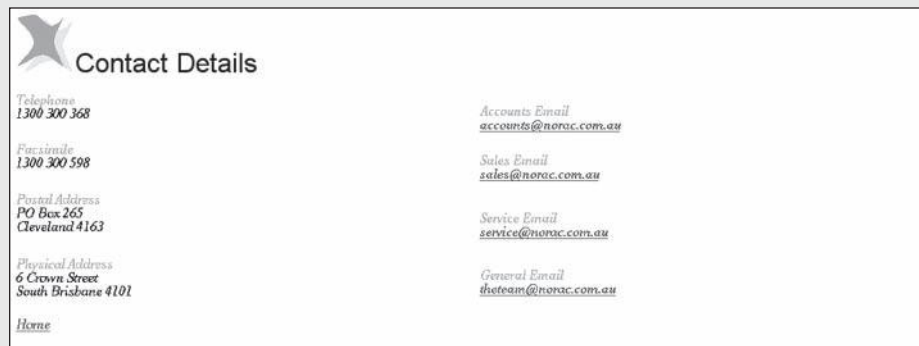 Contact Details
Telephone
1300 300 368
Facsimile
1300 300 598
Postal Address
PO Box 265
Cleveland 4163
Physical Address
6 Crown Street
South Brisbane 4101
Home
Accounts Email
accounts@norac.com.au
Sales Email
sales@norac.com.au
Service Email
service@norac.com.au
General Email
theteam@norac.com.au